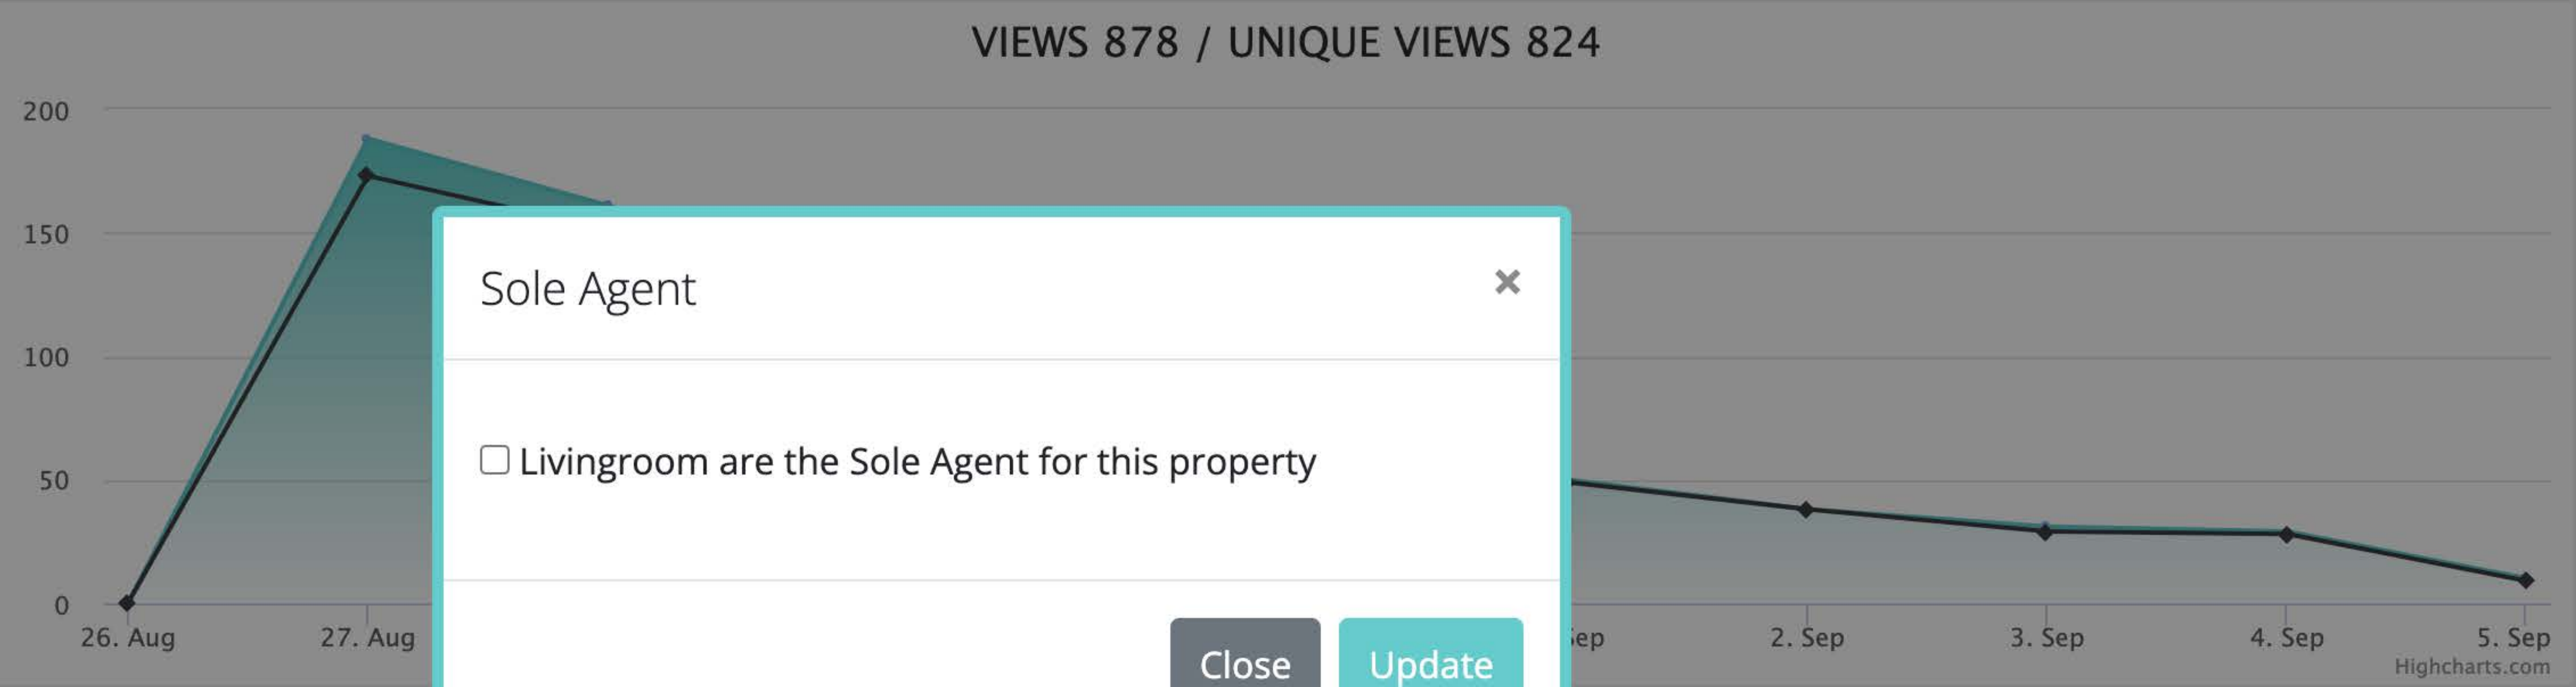 VIEWS 878 / UNIQUE VIEWS 824
200
150
100
50
0
Sole Agent
Livingroom are the Sole Agent for this property
Close Update
26. Aug 27. Aug 2. Sep 3. Sep 4. Sep 5. Sep
Highcharts.com